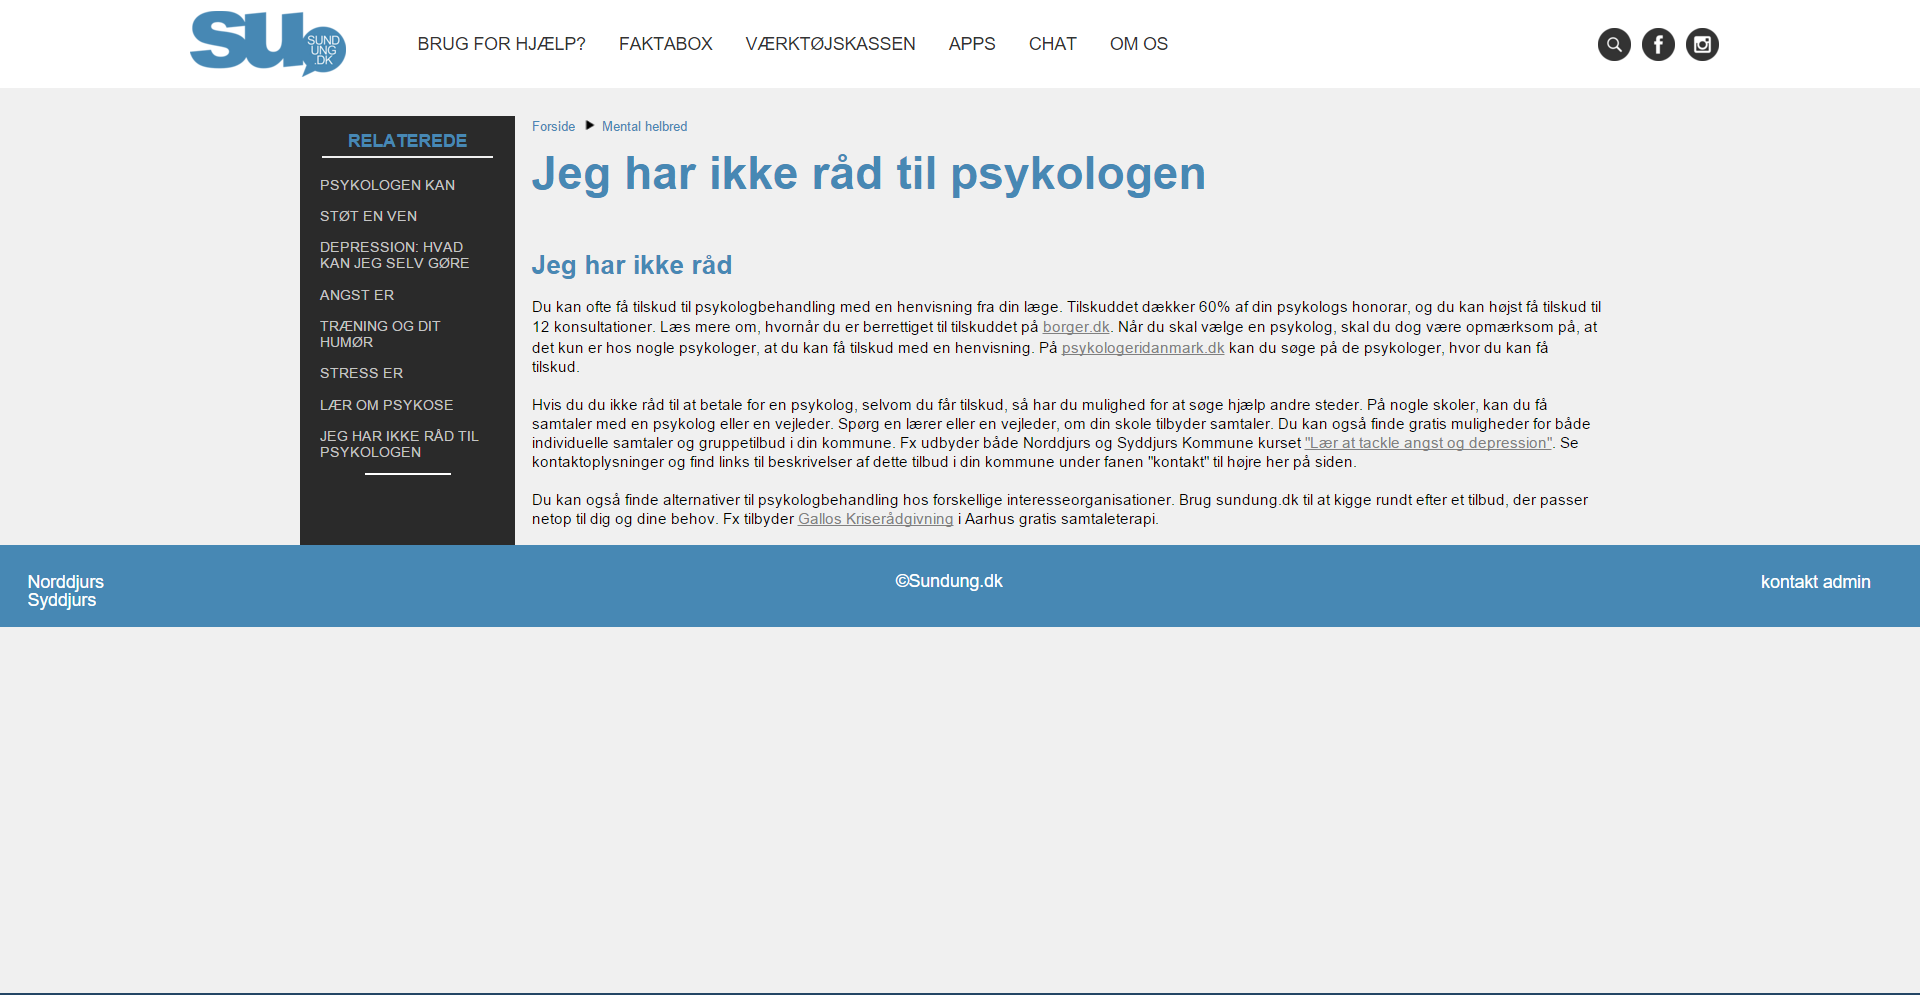 SU SUND UNG .DK
BRUG FOR HJÆLP? FAKTABOX VÆRKTØJSKASSEN APPS CHAT OM OS
RELATEREDE
PSYKOLOGEN KAN
STØT EN VEN
DEPRESSION: HVAD
KAN JEG SELV GØRE
ANGST ER
TRÆNING OG DIT
HUMØR
STRESS ER
LÆR OM PSYKOSE
JEG HAR IKKE RÅD TIL
PSYKOLOGEN
Forside Mental helbred
Jeg har ikke råd til psykologen
Jeg har ikke råd
Du kan ofte få tilskud til psykologbehandling med en henvisning fra din læge. Tilskuddet dækker 60% af din psykologs honorar, og du kan højst få tilskud til
12 konsultationer. Læs mere om, hvornår du er berrettiget til tilskuddet på borger.dk. Når du skal vælge en psykolog, skal du dog være opmærksom på, at
det kun er hos nogle psykologer, at du kan få tilskud med en henvisning. På psykologeridanmark.dk kan du søge på de psykologer, hvor du kan få
tilskud.
Hvis du du ikke råd til at betale for en psykolog, selvom du får tilskud, så har du mulighed for at søge hjælp andre steder. På nogle skoler, kan du få
samtaler med en psykolog eller en vejleder. Spørg en lærer eller en vejleder, om din skole tilbyder samtaler. Du kan også finde gratis muligheder for både
individuelle samtaler og gruppetilbud i din kommune. Fx udbyder både Norddjurs og Syddjurs Kommune kurset "Lær at tackle angst og depression". Se
kontaktoplysninger og find links til beskrivelser af dette tilbud i din kommune under fanen "kontakt" til højre her på siden.
Du kan også finde alternativer til psykologbehandling hos forskellige interesseorganisationer. Brug sundung.dk til at kigge rundt efter et tilbud, der passer
netop til dig og dine behov. Fx tilbyder Gallos Kriserådgivning i Aarhus gratis samtaleterapi.
Norddjurs
Syddjurs
©Sundung.dk
kontakt admin